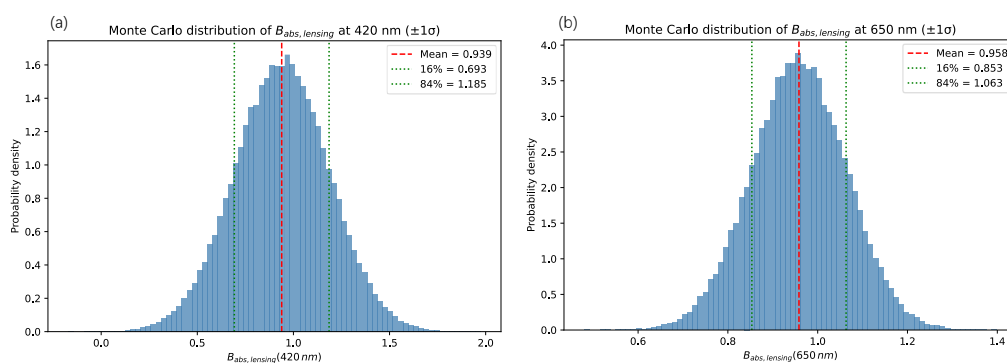 (a)
Monte Carlo distribution of B_abs,lensing at 420 nm (±1σ)
Mean = 0.939
16% = 0.693
84% = 1.185
Probability density
1.6
1.4
1.2
1.0
0.8
0.6
0.4
0.2
0.0
0.0 0.5 1.0 1.5 2.0
B_abs,lensing(420 nm)
(b)
Monte Carlo distribution of B_abs,lensing at 650 nm (±1σ)
Mean = 0.958
16% = 0.853
84% = 1.063
Probability density
4.0
3.5
3.0
2.5
2.0
1.5
1.0
0.5
0.0
0.6 0.8 1.0 1.2 1.4
B_abs,lensing(650 nm)